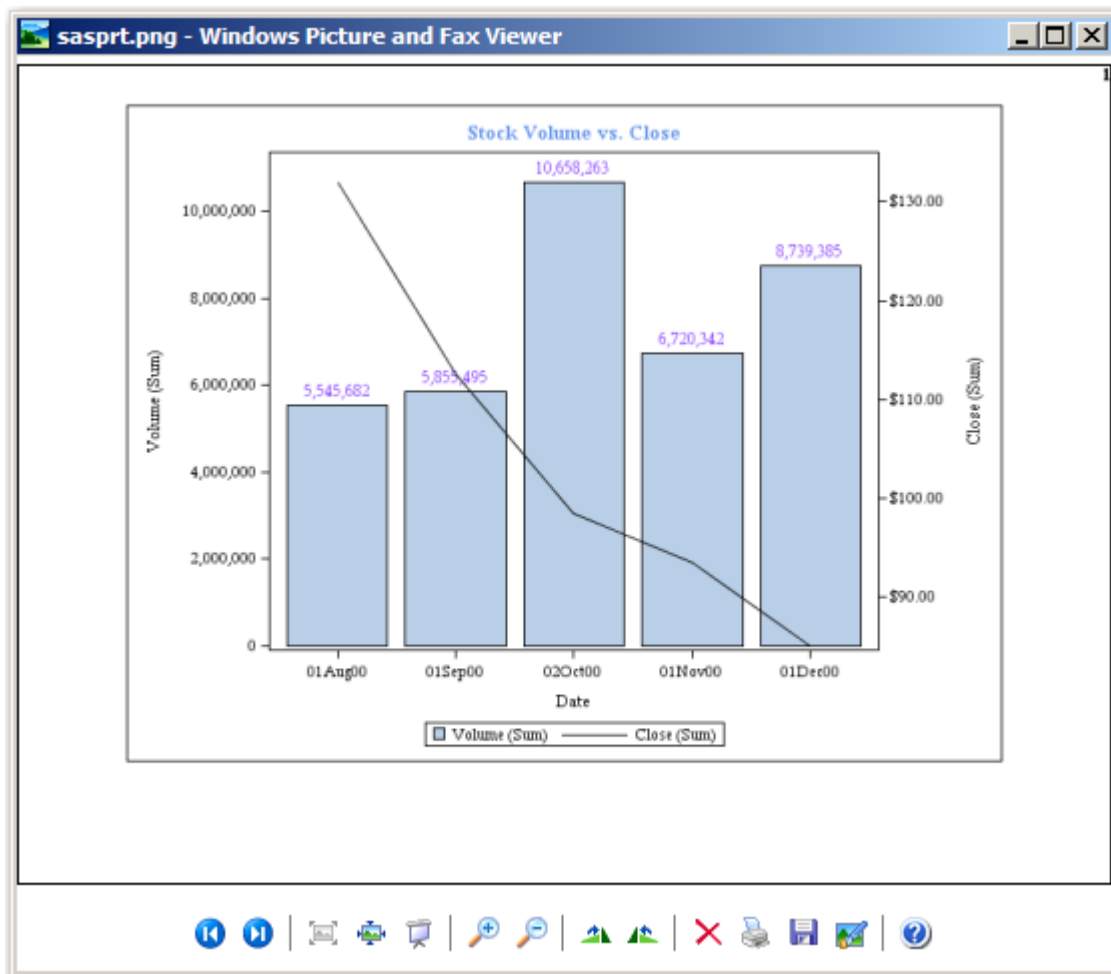 sasprt.png - Windows Picture and Fax Viewer
1
Stock Volume vs. Close
10,658,263
10,000,000
$130.00
8,739,385
8,000,000
$120.00
6,720,342
6,000,000
5,855,495
5,545,682
$110.00
Volume (Sum)
Close (Sum)
4,000,000
$100.00
2,000,000
$90.00
0
01Aug00 01Sep00 02Oct00 01Nov00 01Dec00
Date
Volume (Sum) Close (Sum)
?